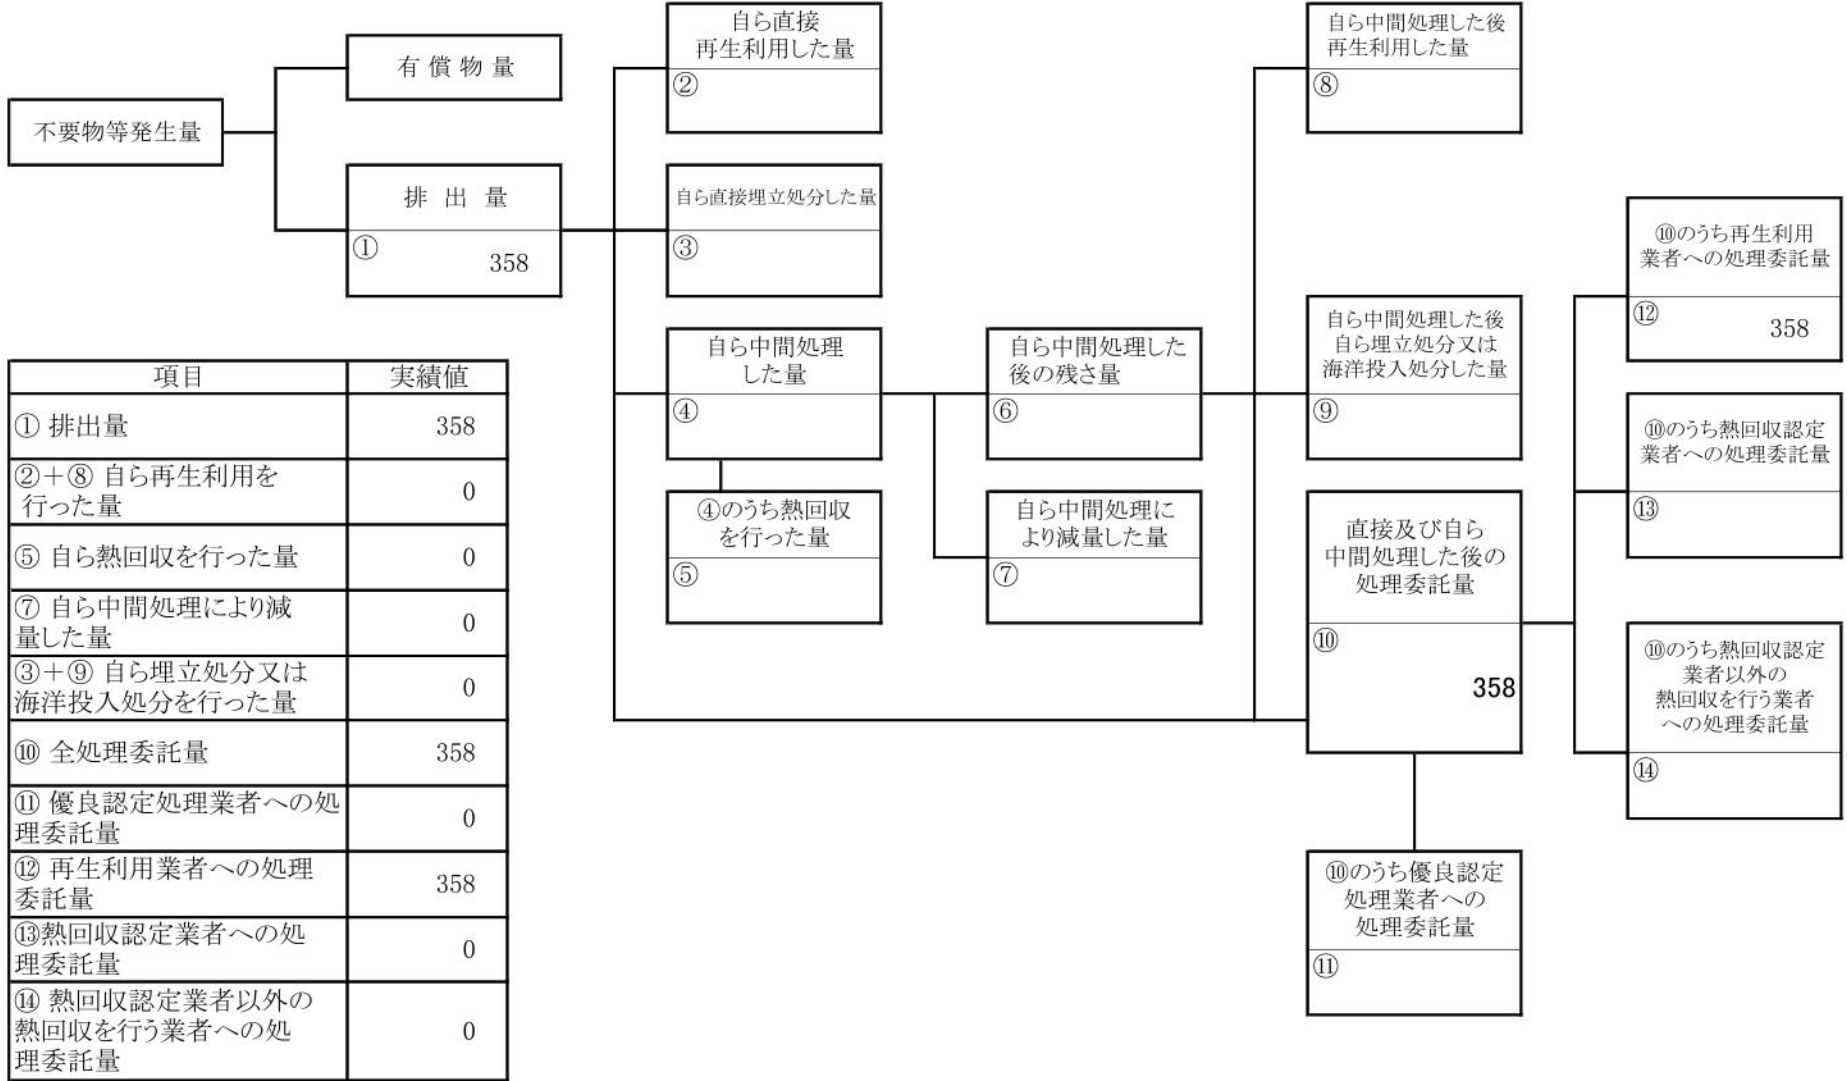 不要物等発生量
有 償 物 量
排 出 量
①
358
自ら直接
再生利用した量
②
自ら直接埋立処分した量
③
自ら中間処理
した量
④
④のうち熱回収
を行った量
⑤
自ら中間処理した
後の残さ量
⑥
自ら中間処理に
より減量した量
⑦
自ら中間処理した後
再生利用した量
⑧
自ら中間処理した後
自ら埋立処分又は
海洋投入処分した量
⑨
直接及び自ら
中間処理した後の
処理委託量
⑩
358
⑩のうち優良認定
処理業者への
処理委託量
⑪
⑩のうち再生利用
業者への処理委託量
⑫
358
⑩のうち熱回収認定
業者への処理委託量
⑬
⑩のうち熱回収認定
業者以外の
熱回収を行う業者
への処理委託量
⑭
項目 実績値
① 排出量 358
②＋⑧ 自ら再生利用を
行った量 0
⑤ 自ら熱回収を行った量 0
⑦ 自ら中間処理により減
量した量 0
③＋⑨ 自ら埋立処分又は
海洋投入処分を行った量 0
⑩ 全処理委託量 358
⑪ 優良認定処理業者への処
理委託量 0
⑫ 再生利用業者への処理
委託量 358
⑬熱回収認定業者への処
理委託量 0
⑭ 熱回収認定業者以外の
熱回収を行う業者への処
理委託量 0